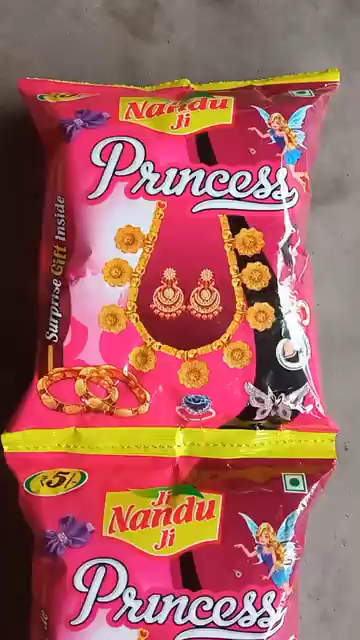 Nandu
Ji
Princess
Surprise Gift Inside
₹5/-
Ji
Nandu
Ji
Princess